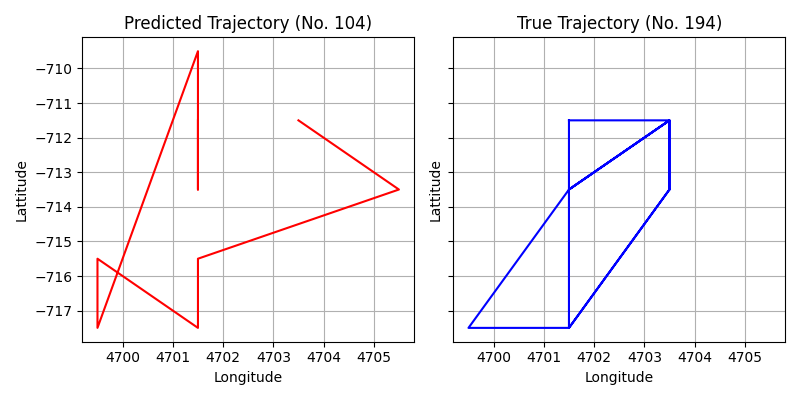 Predicted Trajectory (No. 104)
True Trajectory (No. 194)
−710
−711
−712
−713
−714
−715
−716
−717
Lattitude
Lattitude
4700 4701 4702 4703 4704 4705
4700 4701 4702 4703 4704 4705
Longitude
Longitude